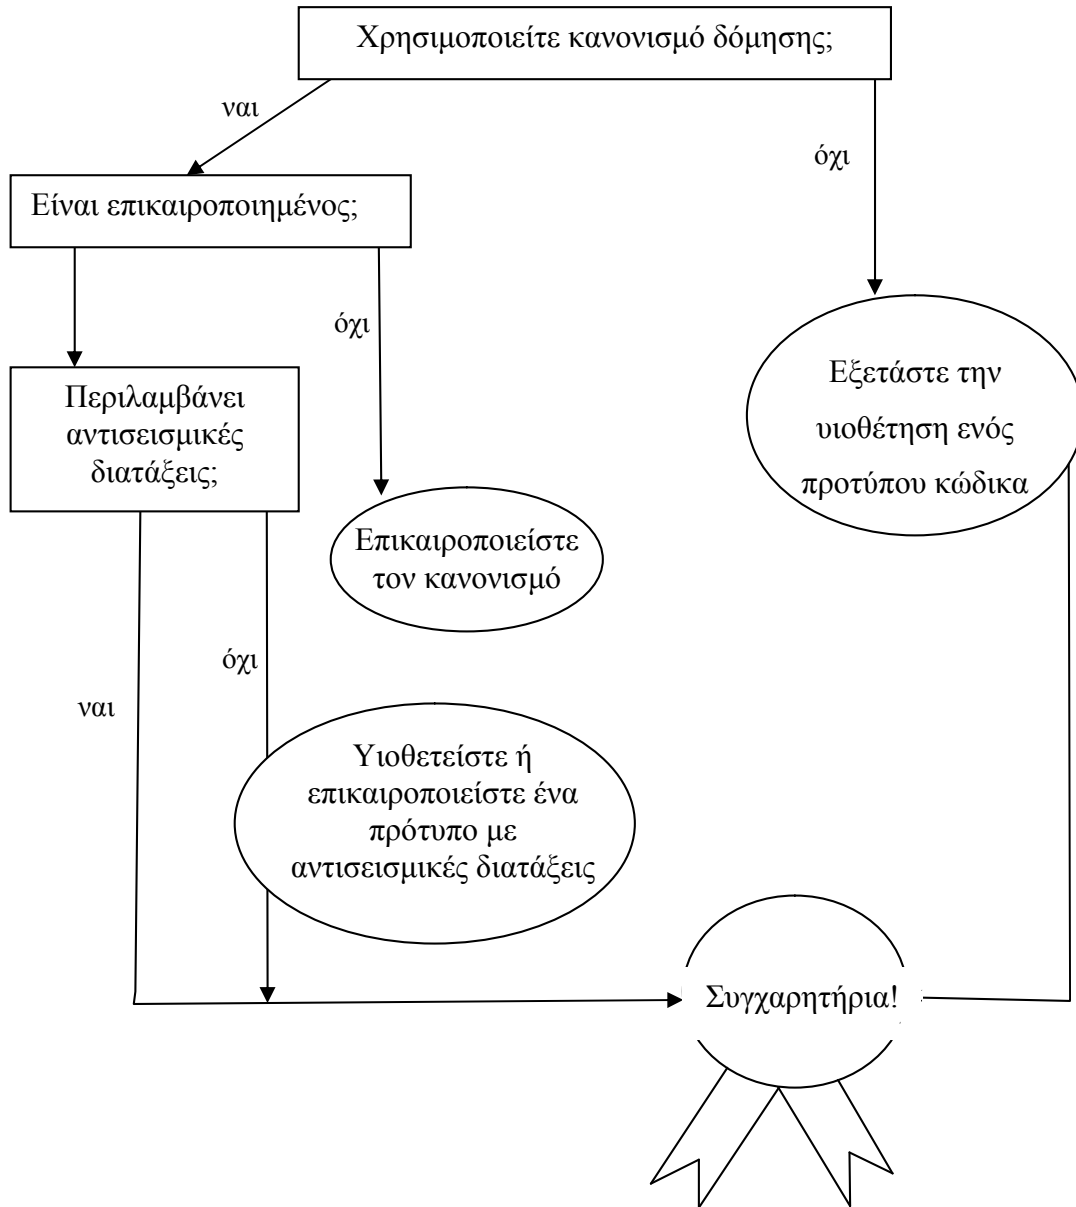 Χρησιμοποιείτε κανονισμό δόμησης;
ναι
όχι
Είναι επικαιροποιημένος;
όχι
Περιλαμβάνει
αντισεισμικές
διατάξεις;
Εξετάστε την
υιοθέτηση ενός
προτύπου κώδικα
Επικαιροποιείστε
τον κανονισμό
όχι
ναι
Υιοθετείστε ή
επικαιροποιείστε ένα
πρότυπο με
αντισεισμικές διατάξεις
Συγχαρητήρια!